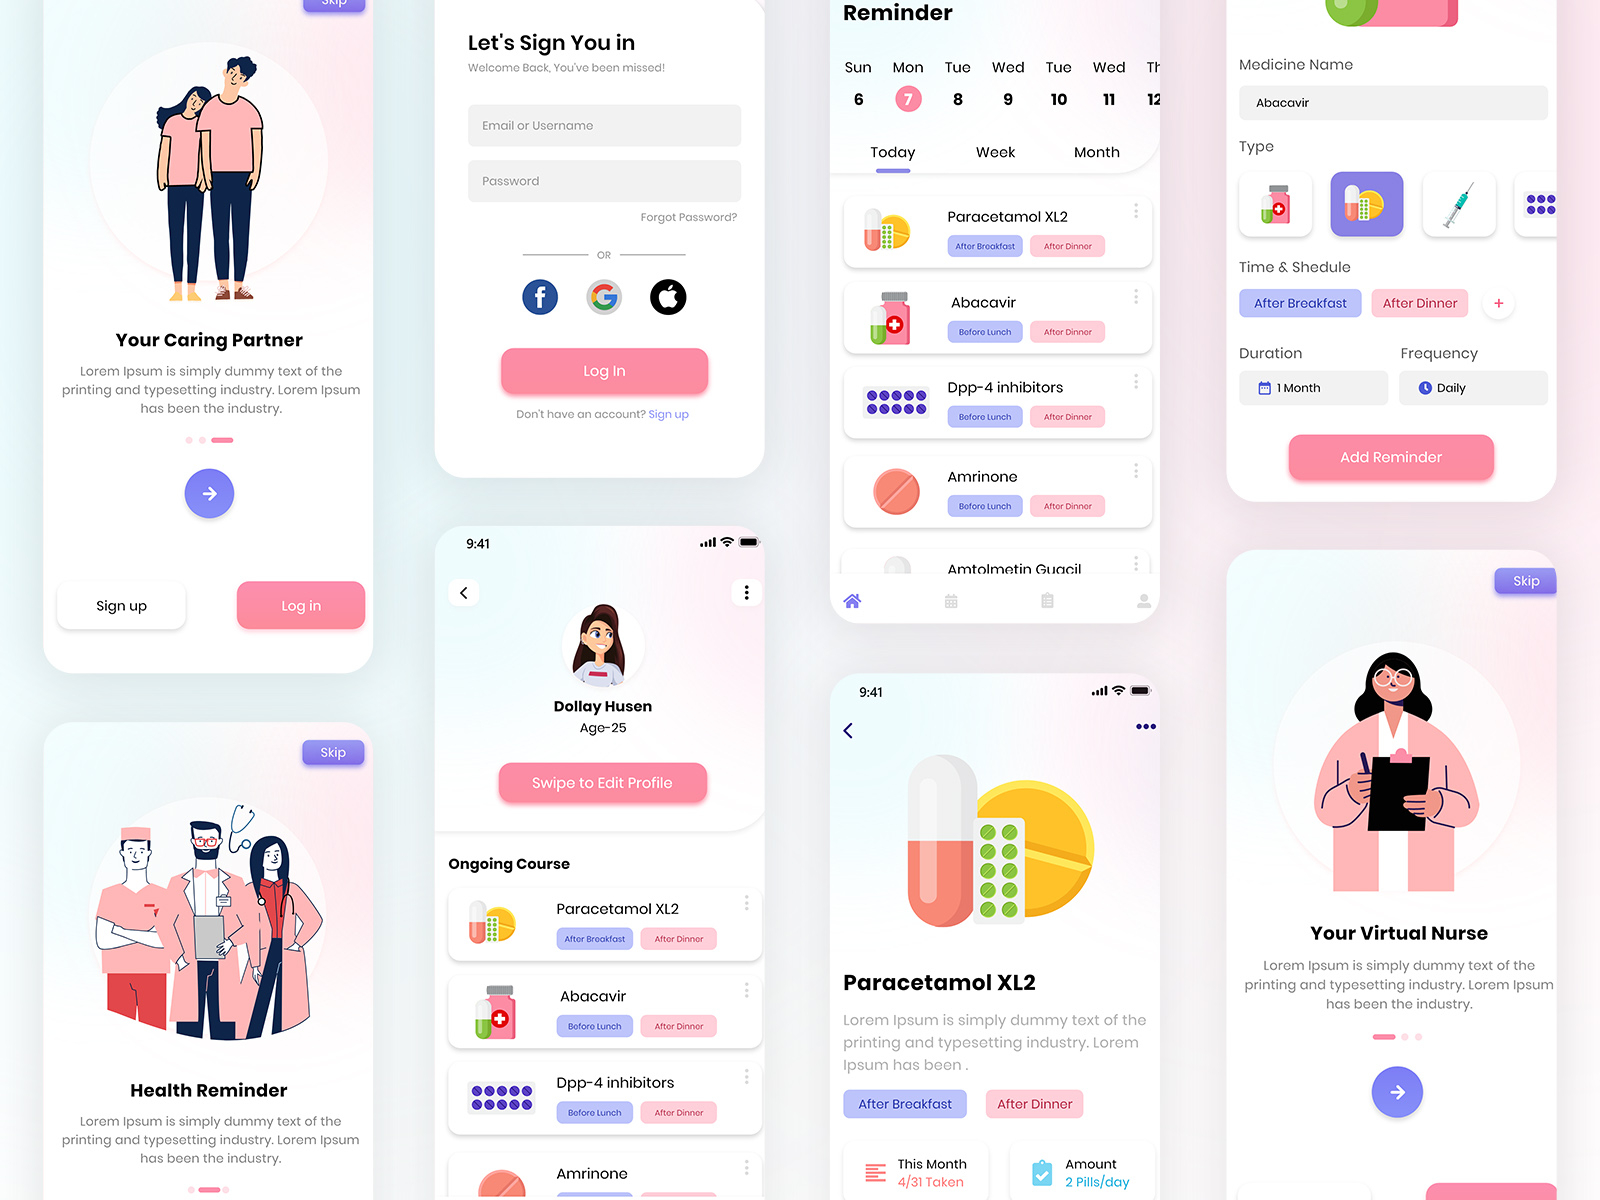 Skip
Your Caring Partner
Lorem Ipsum is simply dummy text of the
printing and typesetting industry. Lorem Ipsum
has been the industry.
Sign up
Log in
Skip
Health Reminder
Lorem Ipsum is simply dummy text of the
printing and typesetting industry. Lorem Ipsum
has been the industry.
Let's Sign You in
Welcome Back, You've been missed!
Email or Username
Password
Forgot Password?
OR
Log In
Don't have an account? Sign up
9:41
Dollay Husen
Age-25
Swipe to Edit Profile
Ongoing Course
Paracetamol XL2
After Breakfast After Dinner
Abacavir
Before Lunch After Dinner
Dpp-4 inhibitors
Before Lunch After Dinner
Amrinone
Reminder
Sun Mon Tue Wed Tue Wed Th
6 7 8 9 10 11 12
Today Week Month
Paracetamol XL2
After Breakfast After Dinner
Abacavir
Before Lunch After Dinner
Dpp-4 inhibitors
Before Lunch After Dinner
Amrinone
Before Lunch After Dinner
Amtolmetin Guacil
9:41
Paracetamol XL2
Lorem Ipsum is simply dummy text of the
printing and typesetting industry. Lorem
Ipsum has been .
After Breakfast After Dinner
This Month
4/31 Taken
Amount
2 Pills/day
Medicine Name
Abacavir
Type
Time & Shedule
After Breakfast After Dinner +
Duration Frequency
1 Month Daily
Add Reminder
Skip
Your Virtual Nurse
Lorem Ipsum is simply dummy text of the
printing and typesetting industry. Lorem Ipsum
has been the industry.